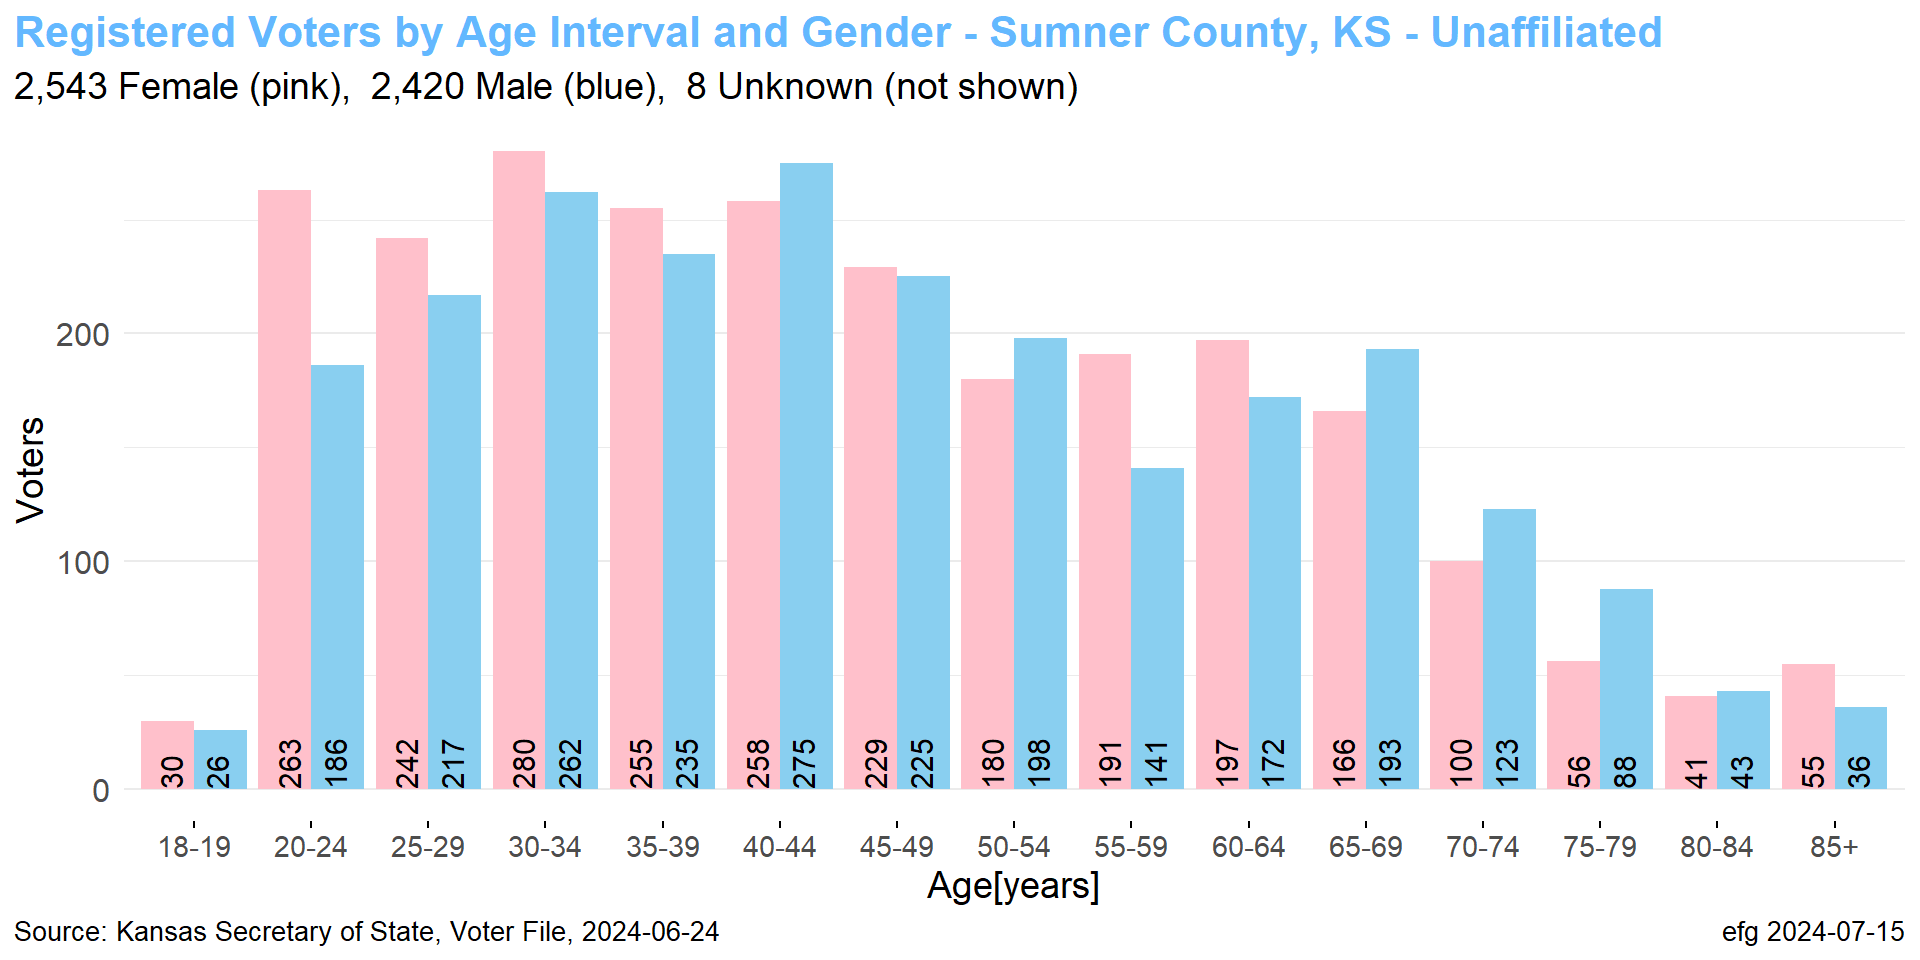 Registered Voters by Age Interval and Gender - Sumner County, KS - Unaffiliated
2,543 Female (pink),  2,420 Male (blue),  8 Unknown (not shown)
Voters
200
100
0
30 26 263 186 242 217 280 262 255 235 258 275 229 225 180 198 191 141 197 172 166 193 100 123 56 88 41 43 55 36
18-19 20-24 25-29 30-34 35-39 40-44 45-49 50-54 55-59 60-64 65-69 70-74 75-79 80-84 85+
Age[years]
Source: Kansas Secretary of State, Voter File, 2024-06-24
efg 2024-07-15